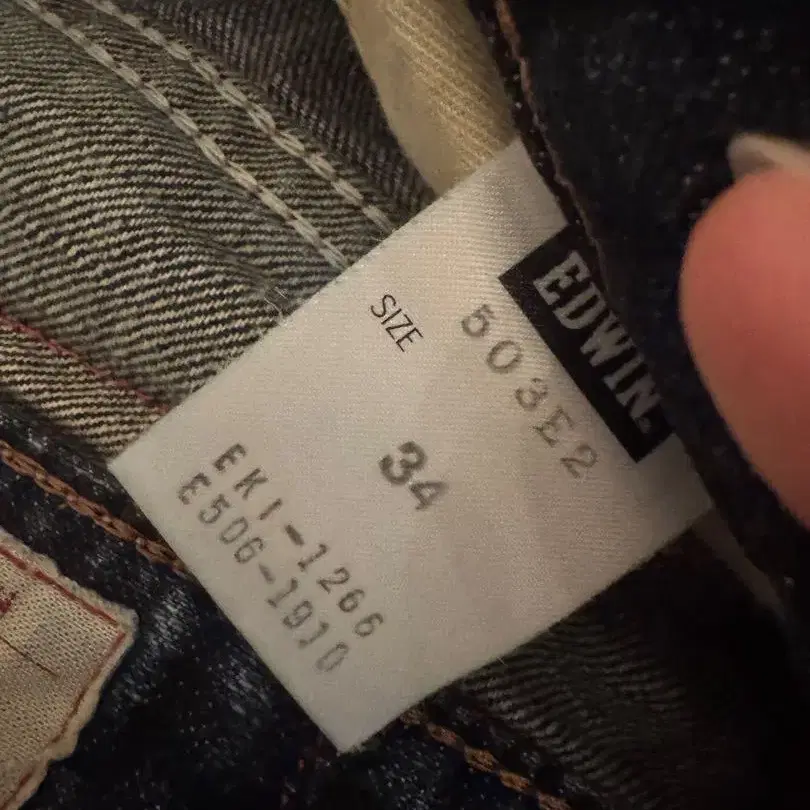 EDWIN.
503E2
SIZE
34
EKI-1266
E506-1910